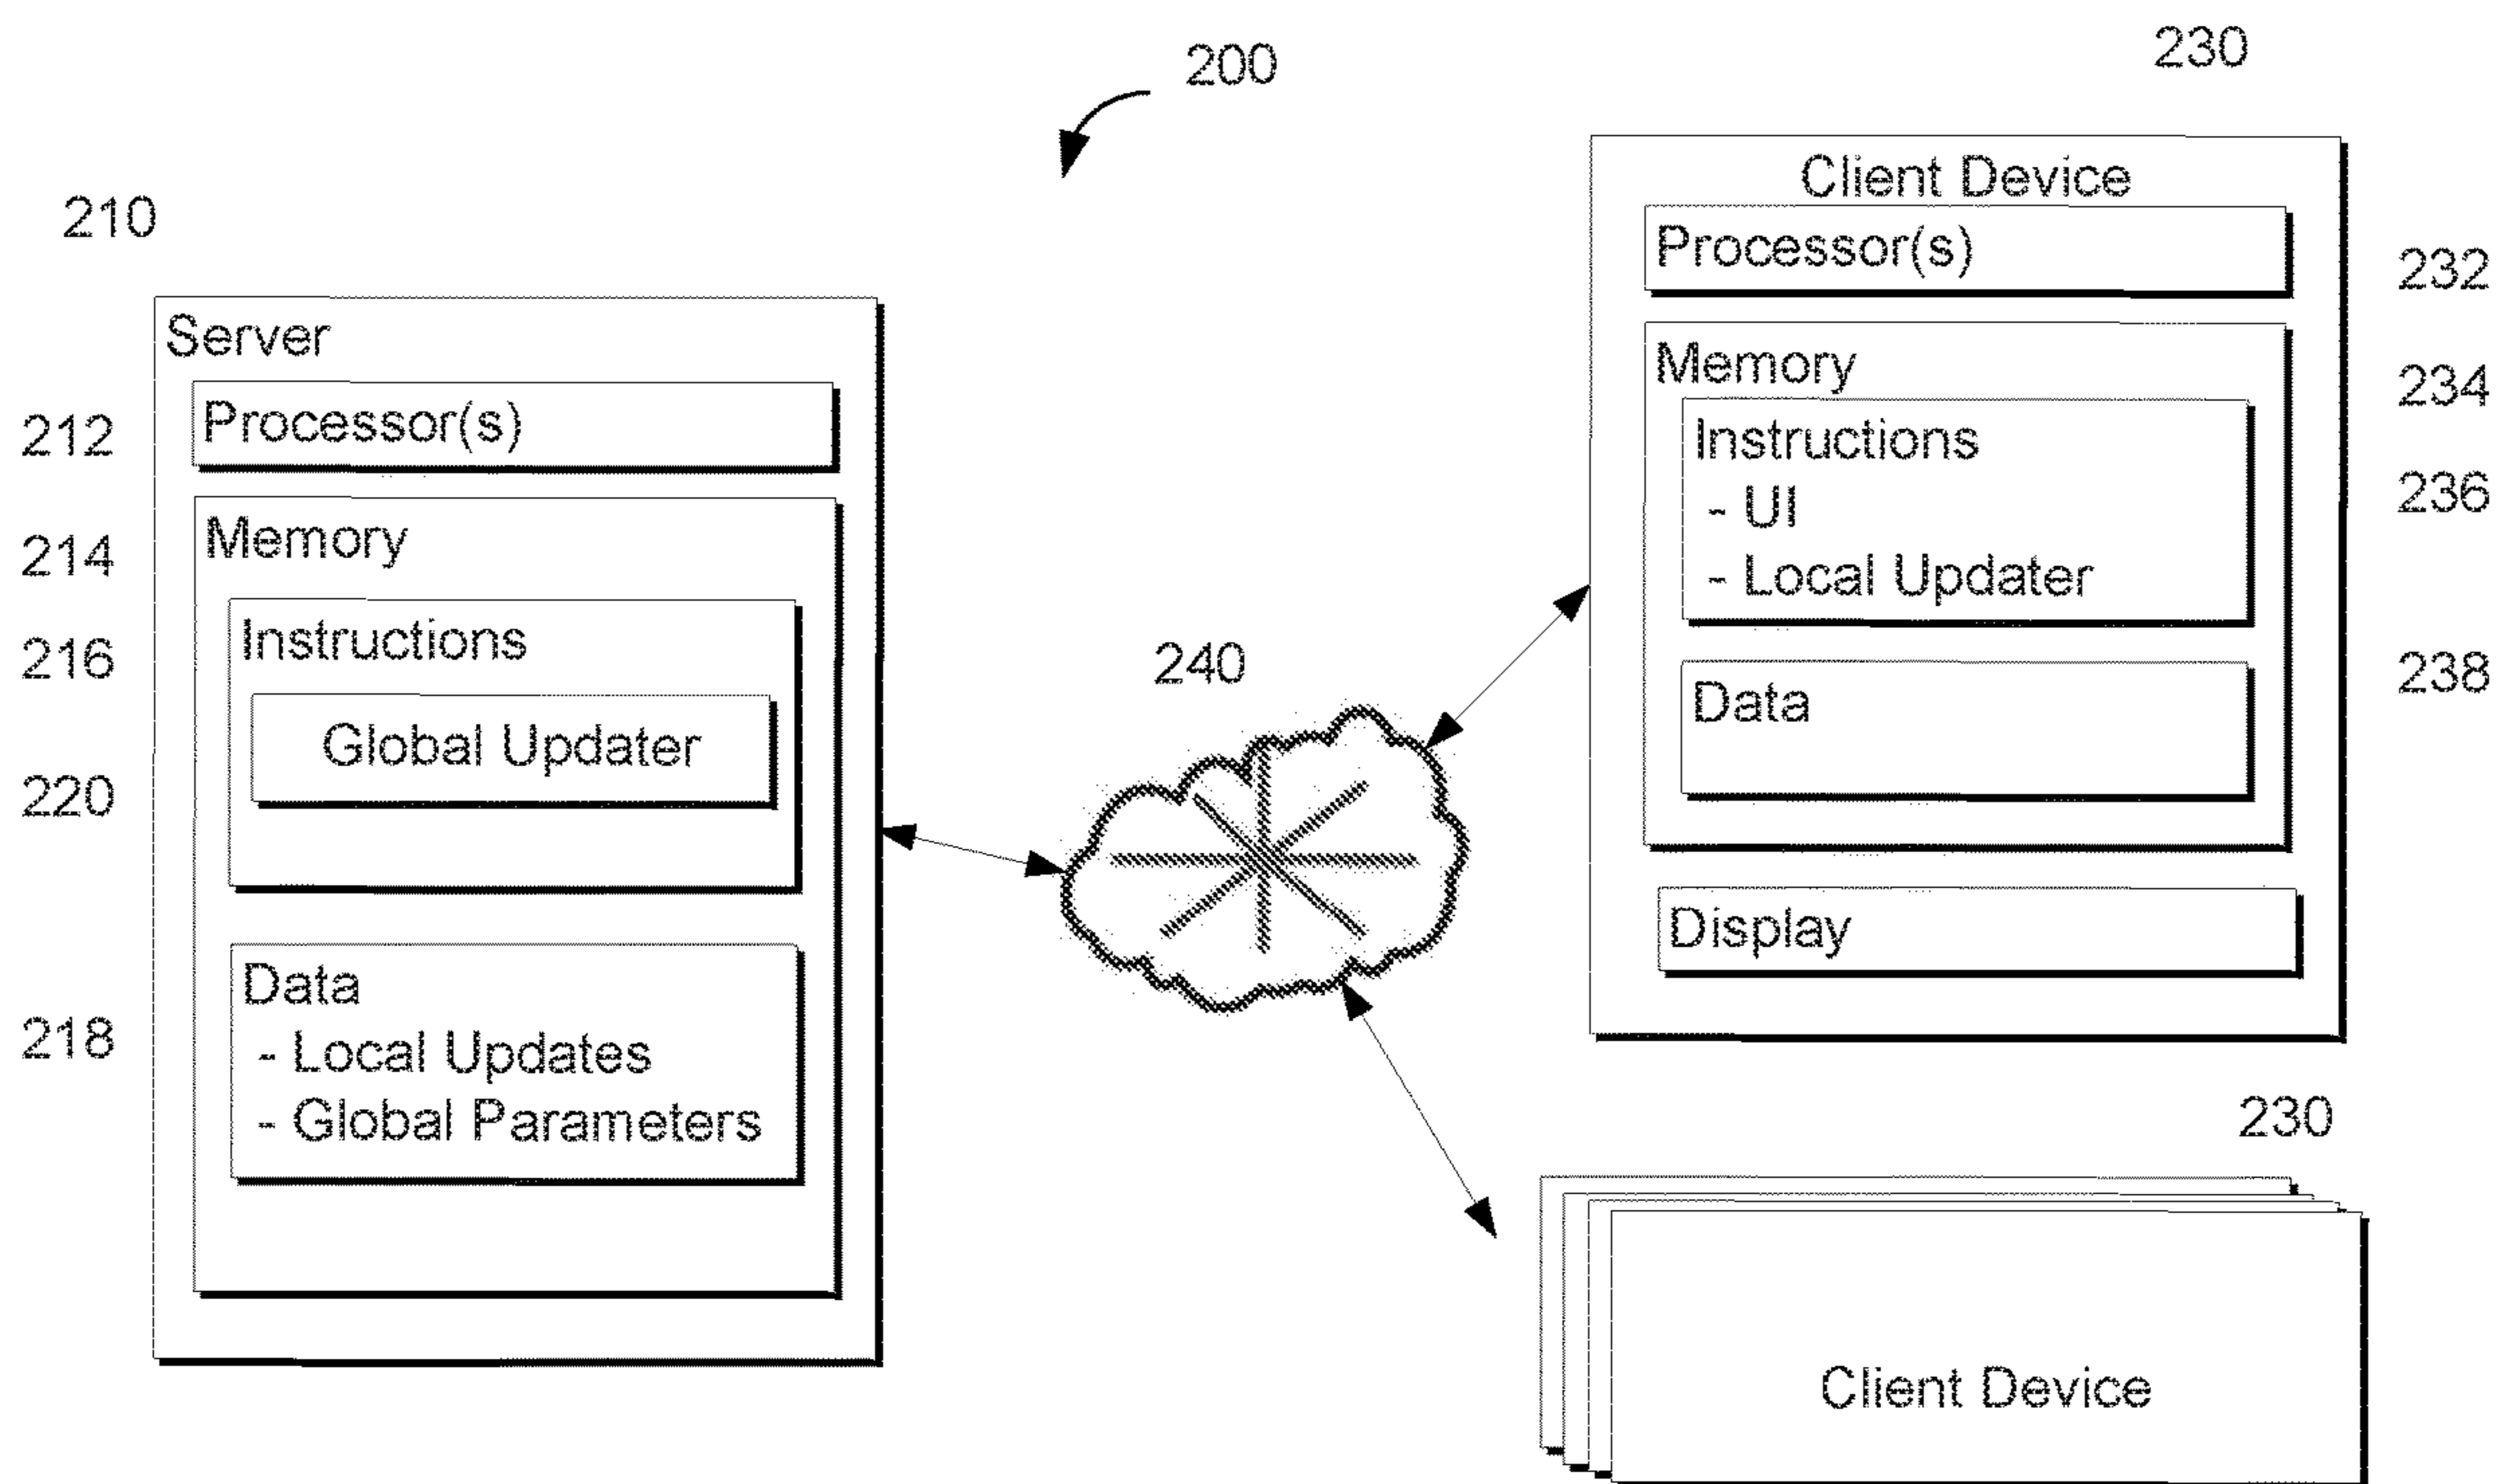 200
230
210
Server
Processor(s)
212
Memory
214
Instructions
216
Global Updater
220
Data
- Local Updates
- Global Parameters
218
240
Client Device
Processor(s)
232
Memory
234
Instructions
- UI
- Local Updater
236
Data
238
Display
230
Client Device